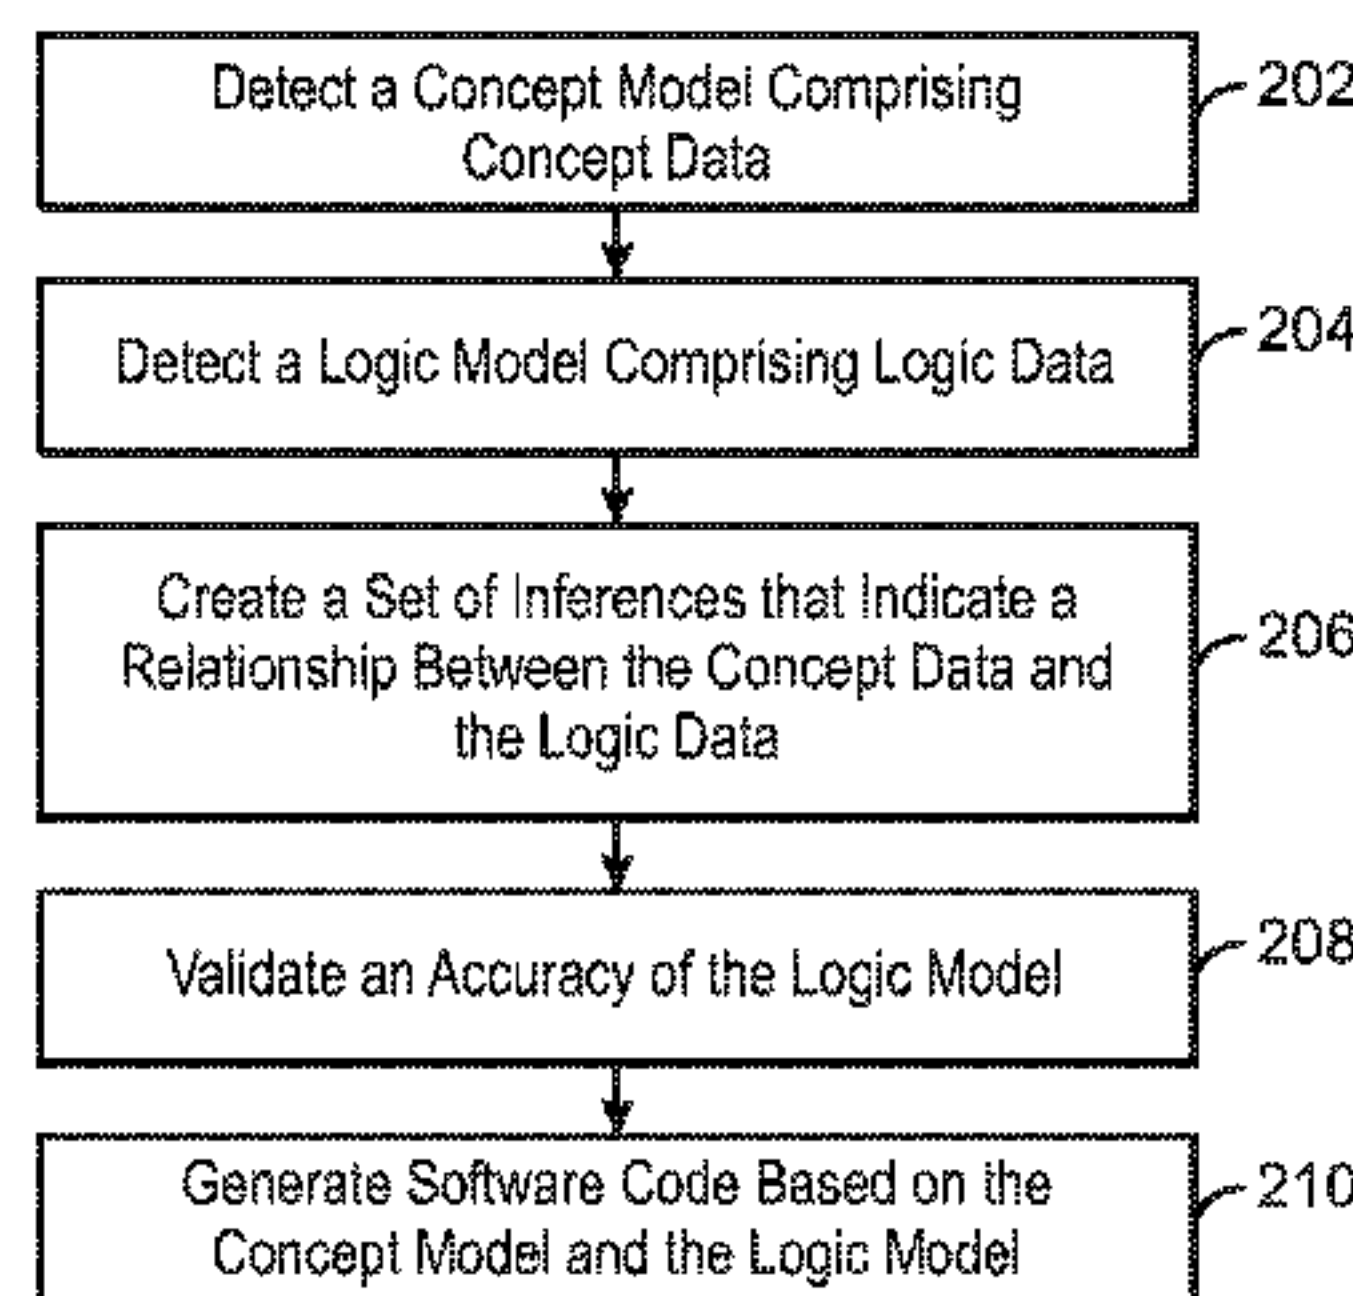 Detect a Concept Model Comprising
Concept Data
202
Detect a Logic Model Comprising Logic Data
204
Create a Set of Inferences that Indicate a
Relationship Between the Concept Data and
the Logic Data
206
Validate an Accuracy of the Logic Model
208
Generate Software Code Based on the
Concept Model and the Logic Model
210